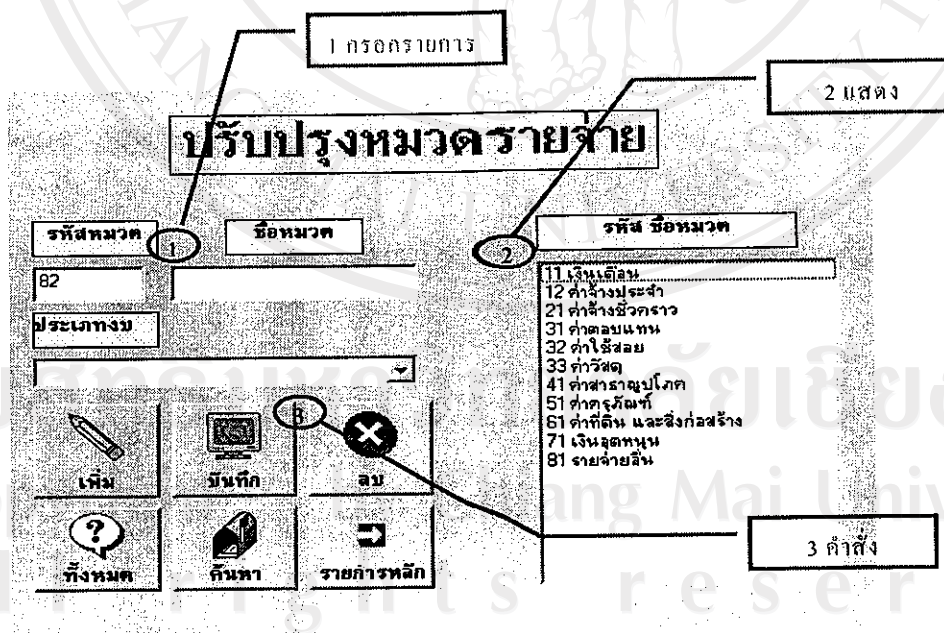 1 กรอกรายการ
2 แสดง
ปรับปรุงหมวดรายจ่าย
รหัสหมวด
1
ชื่อหมวด
2
รหัส ชื่อหมวด
82
ประเภทงบ
11 เงินเดือน
12 ค่าจ้างประจำ
21 ค่าจ้างชั่วคราว
31 ค่าตอบแทน
32 ค่าใช้สอย
33 ค่าวัสดุ
41 ค่าสาธาณูปโภค
51 ค่าครุภัณฑ์
61 ค่าที่ดิน และสิ่งก่อสร้าง
71 เงินอุดหนุน
81 รายจ่ายอื่น
3
เพิ่ม
บันทึก
ลบ
ทั้งหมด
ค้นหา
รายการหลัก
3 คำสั่ง
ang Mai Univ
rights reser